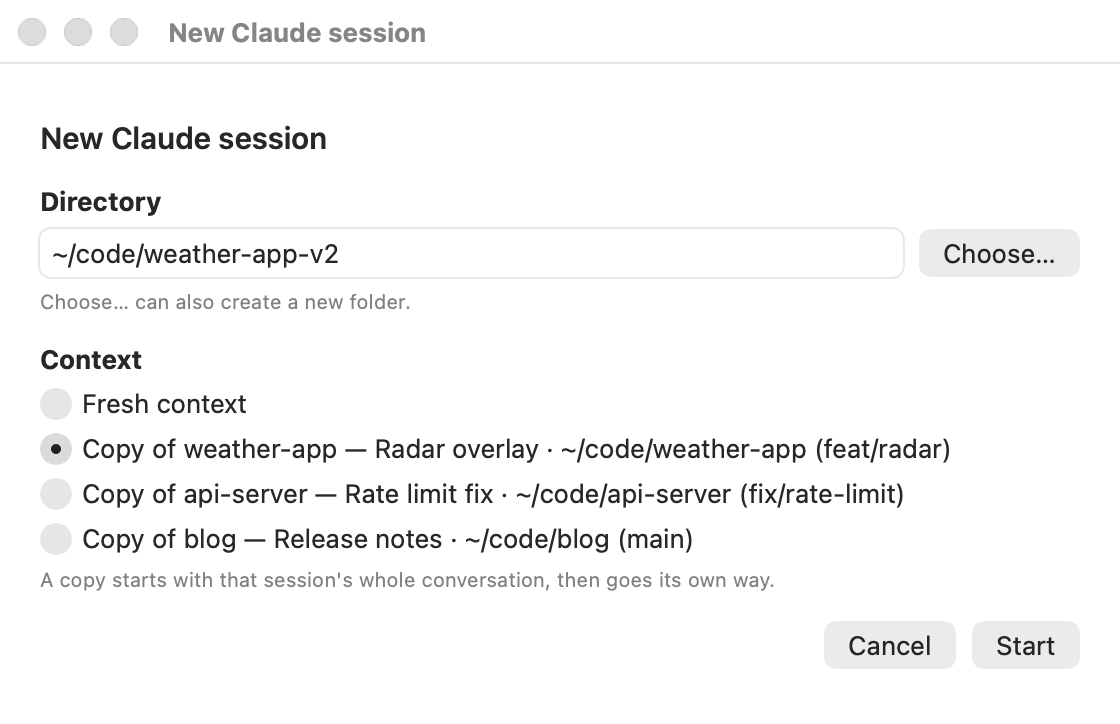 New Claude session
New Claude session
Directory
~/code/weather-app-v2
Choose...
Choose... can also create a new folder.
Context
Fresh context
Copy of weather-app — Radar overlay · ~/code/weather-app (feat/radar)
Copy of api-server — Rate limit fix · ~/code/api-server (fix/rate-limit)
Copy of blog — Release notes · ~/code/blog (main)
A copy starts with that session's whole conversation, then goes its own way.
Cancel
Start